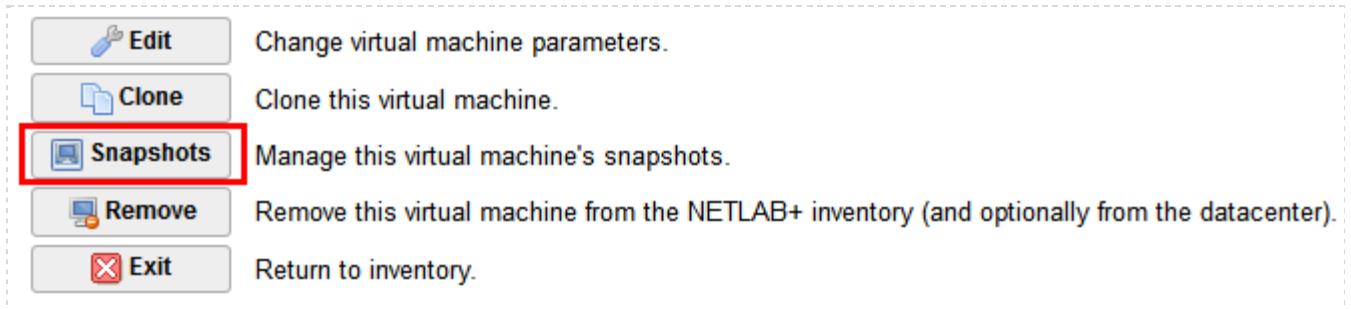 Edit Change virtual machine parameters.
Clone Clone this virtual machine.
Snapshots Manage this virtual machine's snapshots.
Remove Remove this virtual machine from the NETLAB+ inventory (and optionally from the datacenter).
Exit Return to inventory.